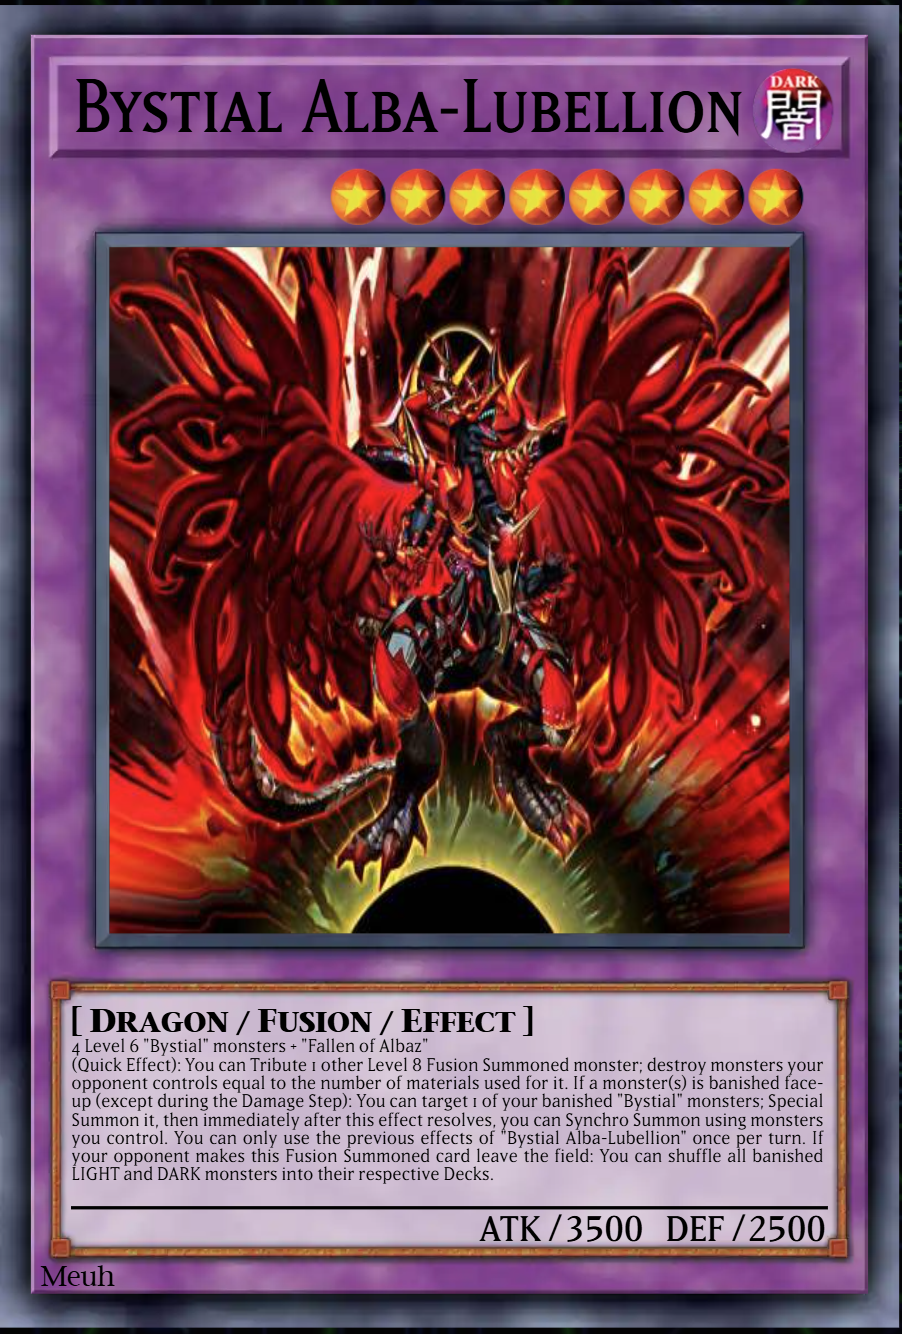 Bystial Alba-Lubellion
DARK
闇
[ Dragon / Fusion / Effect ]
4 Level 6 "Bystial" monsters + "Fallen of Albaz"
(Quick Effect): You can Tribute 1 other Level 8 Fusion Summoned monster; destroy monsters your
opponent controls equal to the number of materials used for it. If a monster(s) is banished face-
up (except during the Damage Step): You can target 1 of your banished "Bystial" monsters; Special
Summon it, then immediately after this effect resolves, you can Synchro Summon using monsters
you control. You can only use the previous effects of "Bystial Alba-Lubellion" once per turn. If
your opponent makes this Fusion Summoned card leave the field: You can shuffle all banished
LIGHT and DARK monsters into their respective Decks.
ATK/3500 DEF/2500
Meuh